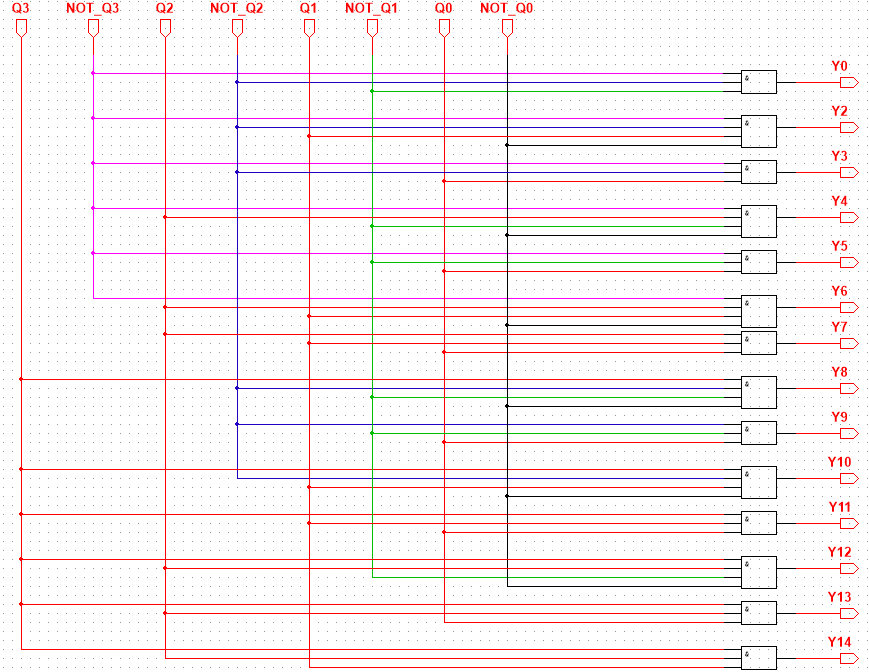 Q3 NOT_Q3 Q2 NOT_Q2 Q1 NOT_Q1 Q0 NOT_Q0
& Y0
& Y2
& Y3
& Y4
& Y5
& Y6
& Y7
& Y8
& Y9
& Y10
& Y11
& Y12
& Y13
& Y14